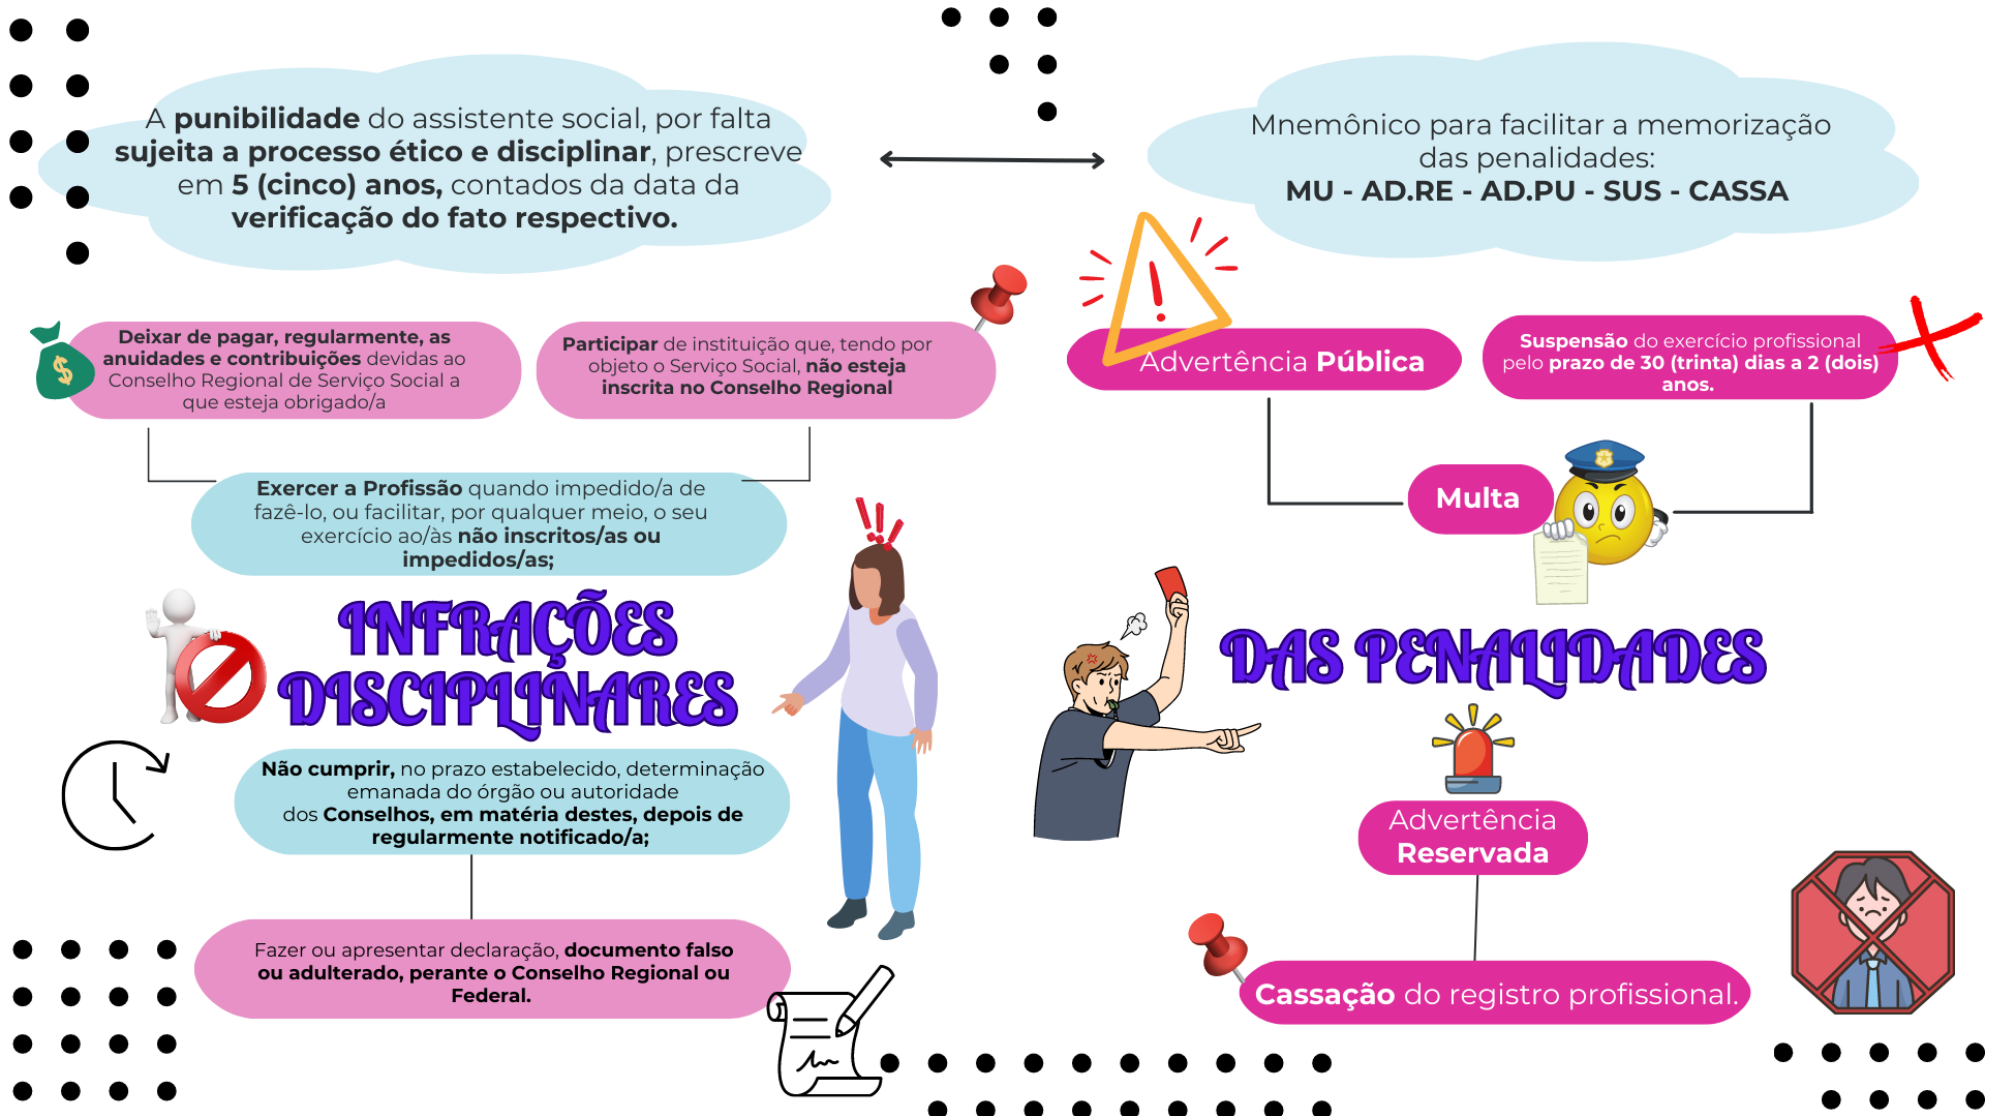 A punibilidade do assistente social, por falta
sujeita a processo ético e disciplinar, prescreve
em 5 (cinco) anos, contados da data da
verificação do fato respectivo.
Mnemônico para facilitar a memorização
das penalidades:
MU - AD.RE - AD.PU - SUS - CASSA
Deixar de pagar, regularmente, as
anuidades e contribuições devidas ao
Conselho Regional de Serviço Social a
que esteja obrigado/a
Participar de instituição que, tendo por
objeto o Serviço Social, não esteja
inscrita no Conselho Regional
Exercer a Profissão quando impedido/a de
fazê-lo, ou facilitar, por qualquer meio, o seu
exercício ao/às não inscritos/as ou
impedidos/as;
INFRAÇÕES
DISCIPLINARES
Não cumprir, no prazo estabelecido, determinação
emanada do órgão ou autoridade
dos Conselhos, em matéria destes, depois de
regularmente notificado/a;
Fazer ou apresentar declaração, documento falso
ou adulterado, perante o Conselho Regional ou
Federal.
Advertência Pública
Suspensão do exercício profissional
pelo prazo de 30 (trinta) dias a 2 (dois)
anos.
Multa
DAS PENALIDADES
Advertência
Reservada
Cassação do registro profissional.